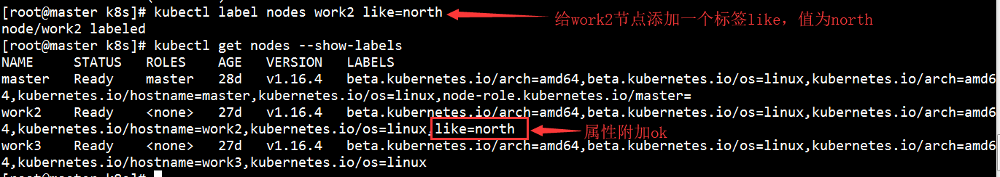 [root@master k8s]# kubectl label nodes work2 like=north
给work2节点添加一个标签like，值为north
node/work2 labeled
[root@master k8s]# kubectl get nodes --show-labels
NAME STATUS ROLES AGE VERSION LABELS
master Ready master 28d v1.16.4 beta.kubernetes.io/arch=amd64,beta.kubernetes.io/os=linux,kubernetes.io/arch=amd6
4,kubernetes.io/hostname=master,kubernetes.io/os=linux,node-role.kubernetes.io/master=
work2 Ready <none> 27d v1.16.4 beta.kubernetes.io/arch=amd64,beta.kubernetes.io/os=linux,kubernetes.io/arch=amd6
4,kubernetes.io/hostname=work2,kubernetes.io/os=linux,like=north
属性附加ok
work3 Ready <none> 27d v1.16.4 beta.kubernetes.io/arch=amd64,beta.kubernetes.io/os=linux,kubernetes.io/arch=amd6
4,kubernetes.io/hostname=work3,kubernetes.io/os=linux
[root@master k8s]#